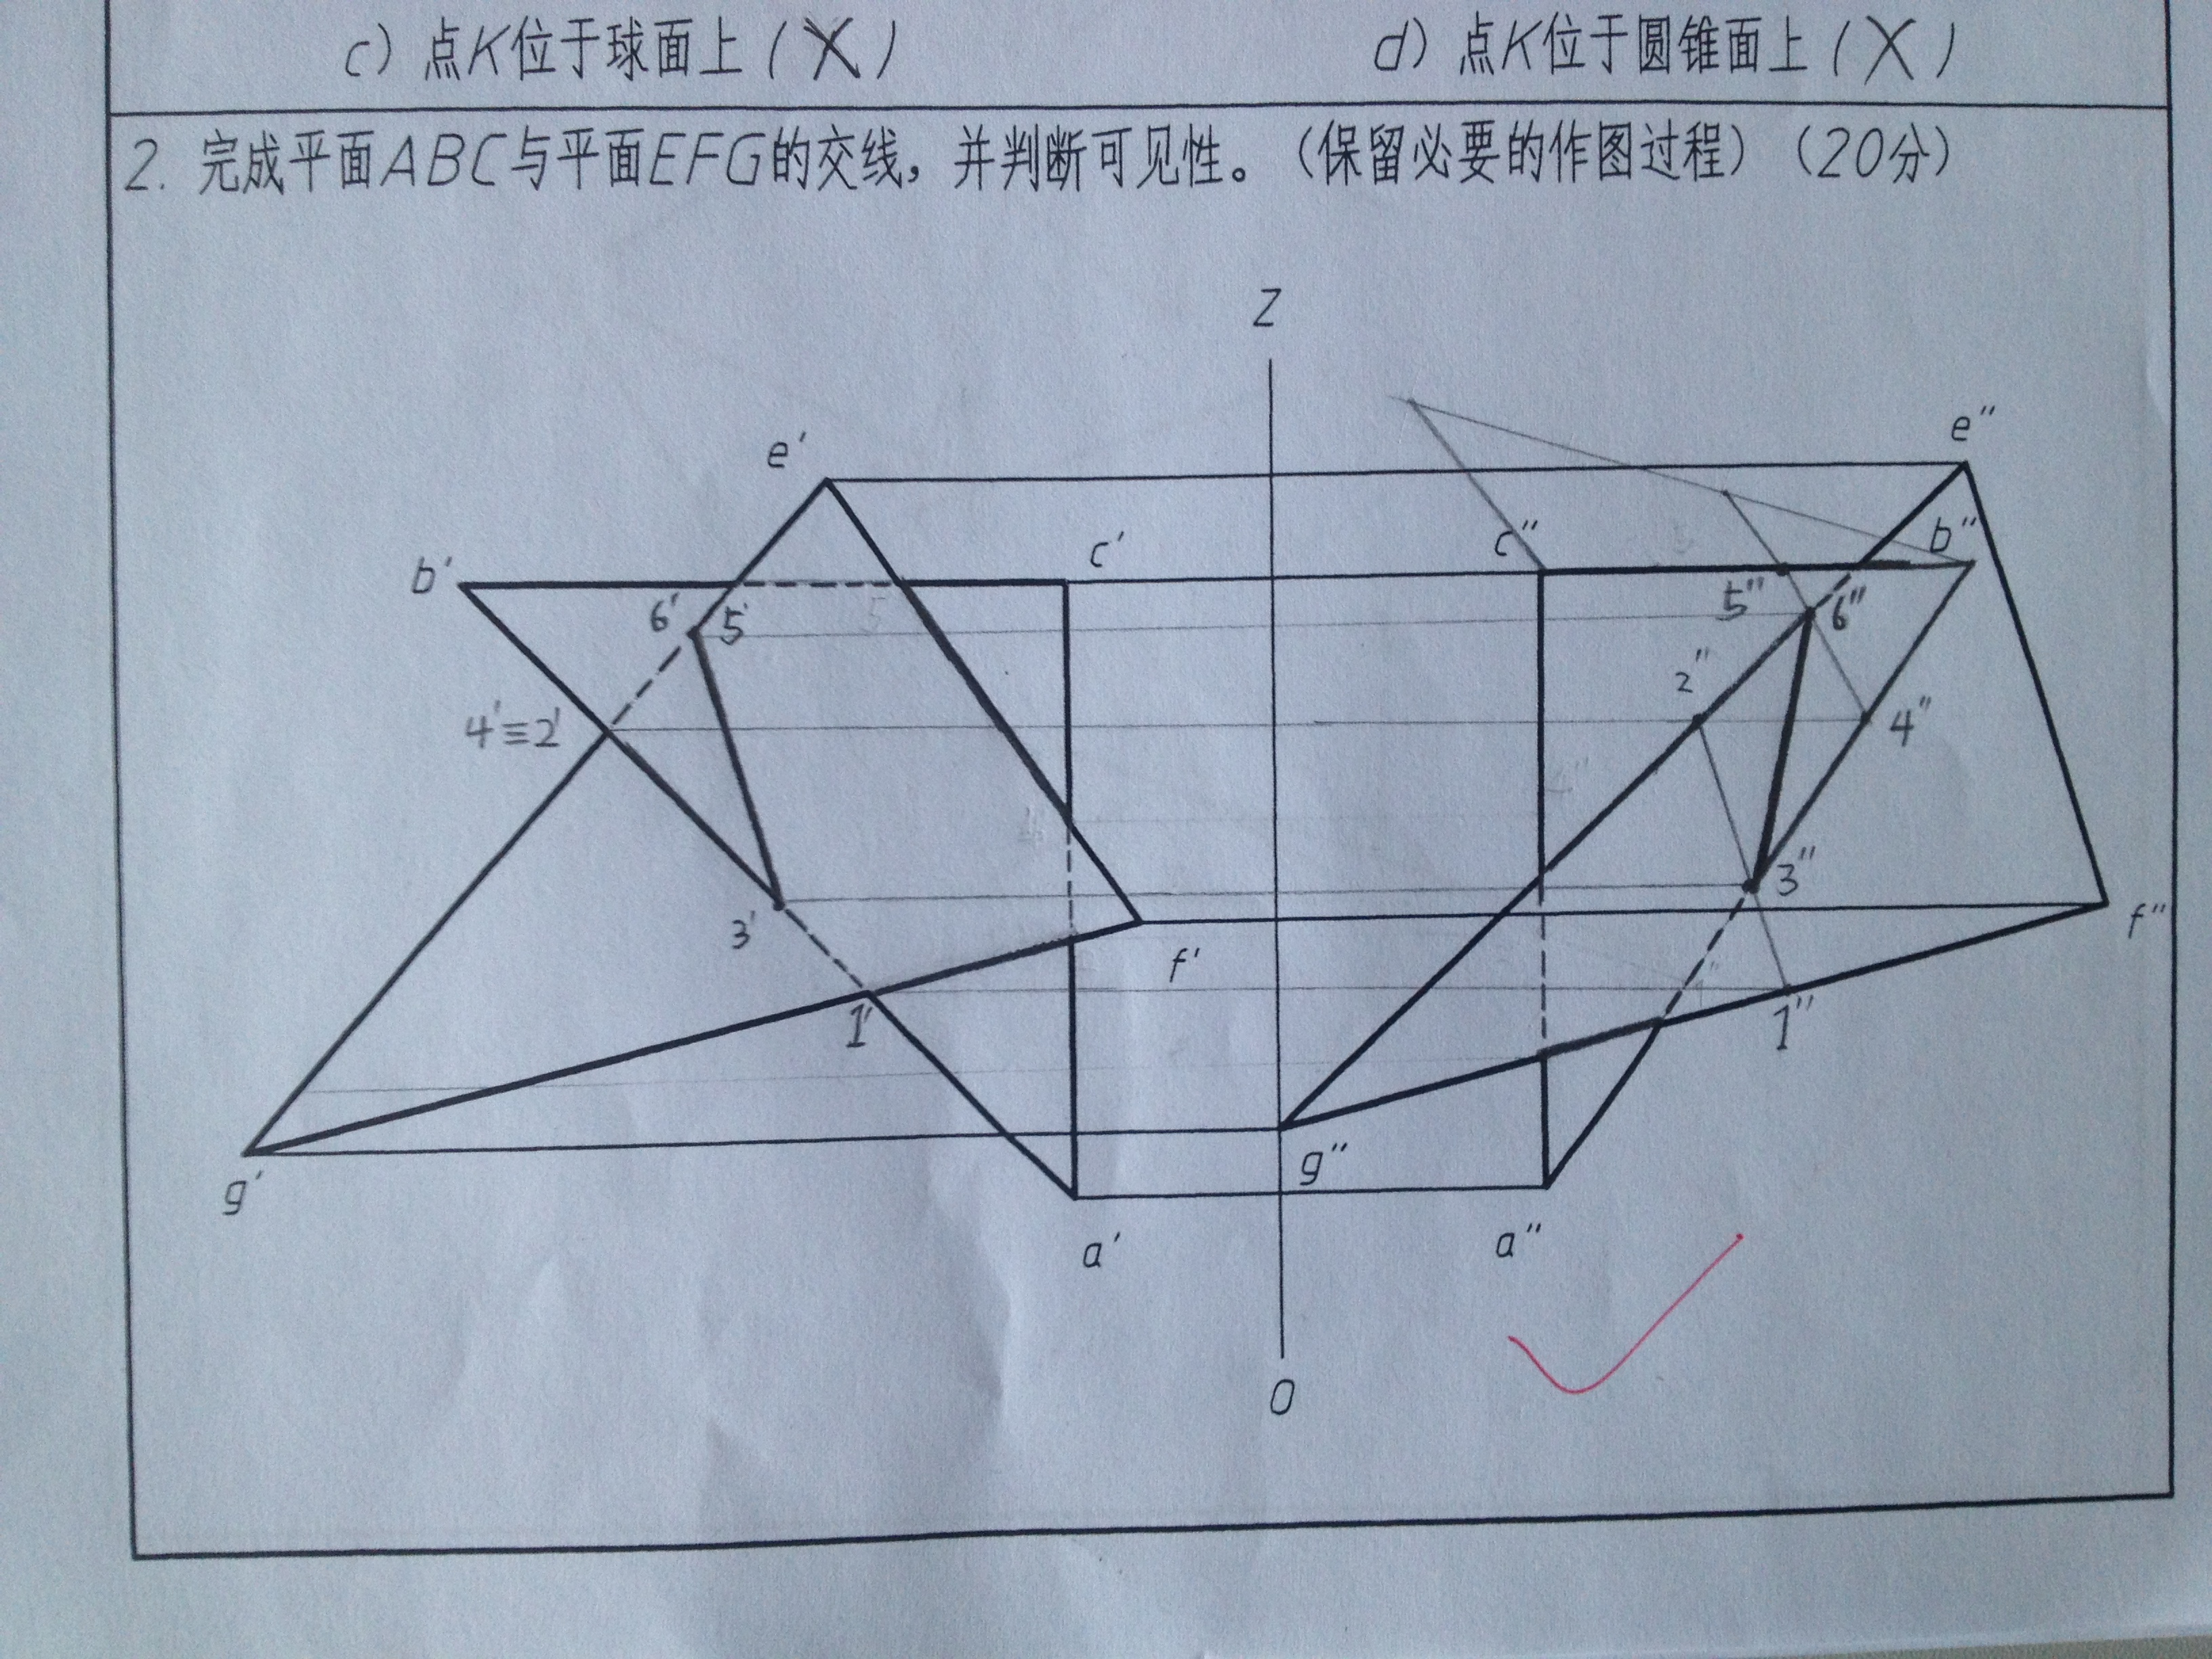 c) 点K位于球面上 (X)
d) 点K位于圆锥面上 (X)
2. 完成平面ABC与平面EFG的交线，并判断可见性。(保留必要的作图过程) (20分)
Z
e' e"
b' c' c" b"
6' 5' 5" 6"
4'≡2' 2" 4"
3' 3"
f' f"
1' 1"
g' g"
a' a"
O